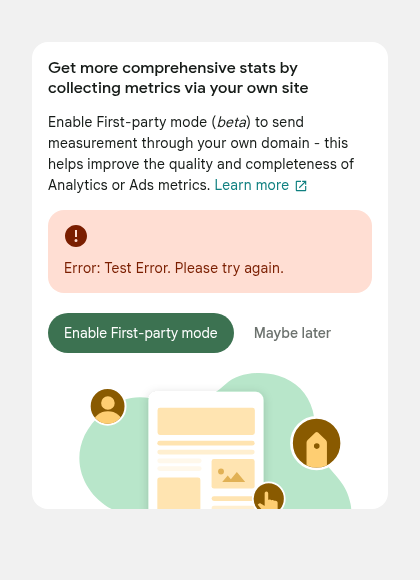 Get more comprehensive stats by
collecting metrics via your own site
Enable First-party mode (beta) to send
measurement through your own domain - this
helps improve the quality and completeness of
Analytics or Ads metrics. Learn more
Error: Test Error. Please try again.
Enable First-party mode Maybe later